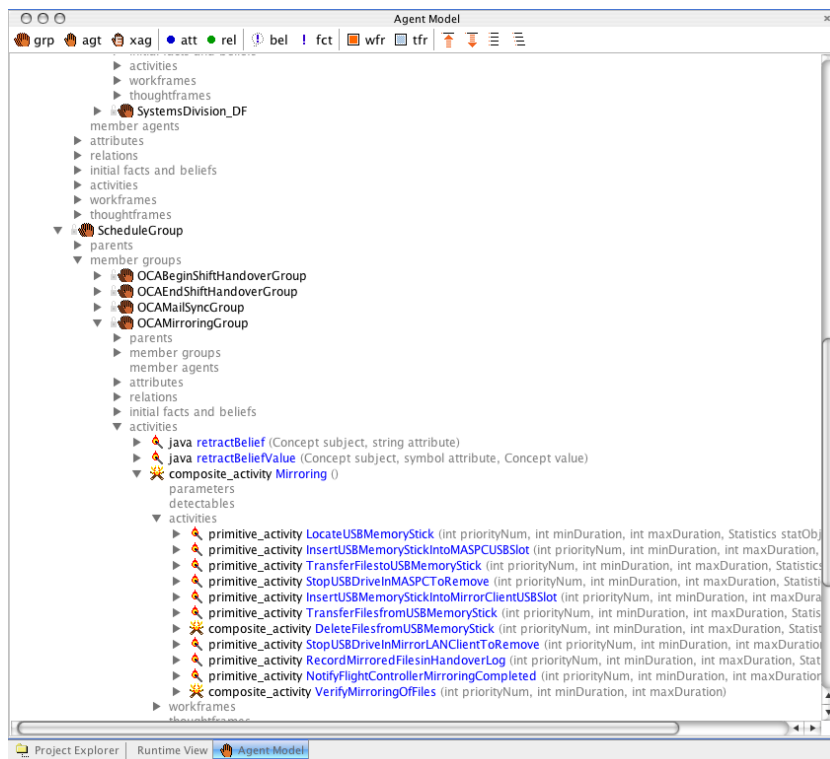 Agent Model
grp agt xag att rel bel fct wfr tfr
initial facts and beliefs
activities
workframes
thoughtframes
SystemsDivision_DF
member agents
attributes
relations
initial facts and beliefs
activities
workframes
thoughtframes
ScheduleGroup
parents
member groups
OCABeginShiftHandoverGroup
OCAEndShiftHandoverGroup
OCAMailSyncGroup
OCAMirroringGroup
parents
member groups
member agents
attributes
relations
initial facts and beliefs
activities
java retractBelief (Concept subject, string attribute)
java retractBeliefValue (Concept subject, symbol attribute, Concept value)
composite_activity Mirroring ()
parameters
detectables
activities
primitive_activity LocateUSBMemoryStick (int priorityNum, int minDuration, int maxDuration, Statistics statObj
primitive_activity InsertUSBMemoryStickIntoMASPCUSBSlot (int priorityNum, int minDuration, int maxDuration,
primitive_activity TransferFilestoUSBMemoryStick (int priorityNum, int minDuration, int maxDuration, Statistics
primitive_activity StopUSBDriveInMASPCToRemove (int priorityNum, int minDuration, int maxDuration, Statisti
primitive_activity InsertUSBMemoryStickIntoMirrorClientUSBSlot (int priorityNum, int minDuration, int maxDura
primitive_activity TransferFilesfromUSBMemoryStick (int priorityNum, int minDuration, int maxDuration, Statis
composite_activity DeleteFilesfromUSBMemoryStick (int priorityNum, int minDuration, int maxDuration, Statist
primitive_activity StopUSBDriveInMirrorLANClientToRemove (int priorityNum, int minDuration, int maxDuration
primitive_activity RecordMirroredFilesinHandoverLog (int priorityNum, int minDuration, int maxDuration, Stat
primitive_activity NotifyFlightControllerMirroringCompleted (int priorityNum, int minDuration, int maxDuration
composite_activity VerifyMirroringOfFiles (int priorityNum, int minDuration, int maxDuration)
workframes
thoughtframes
Project Explorer Runtime View Agent Model